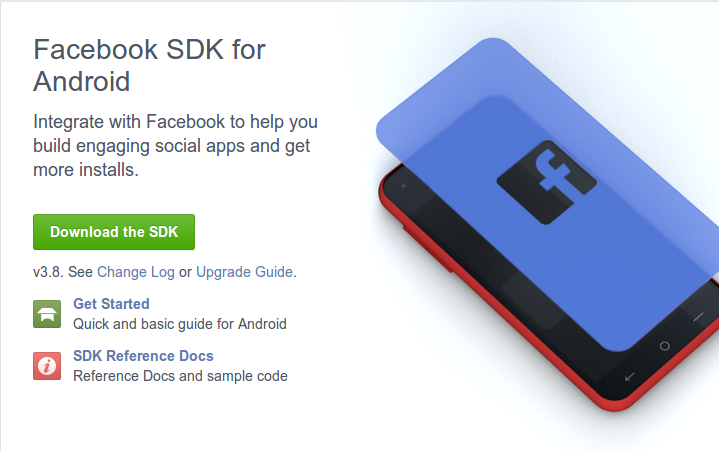 Facebook SDK for
Android
Integrate with Facebook to help you
build engaging social apps and get
more installs.
Download the SDK
v3.8. See Change Log or Upgrade Guide.
Get Started
Quick and basic guide for Android
SDK Reference Docs
Reference Docs and sample code